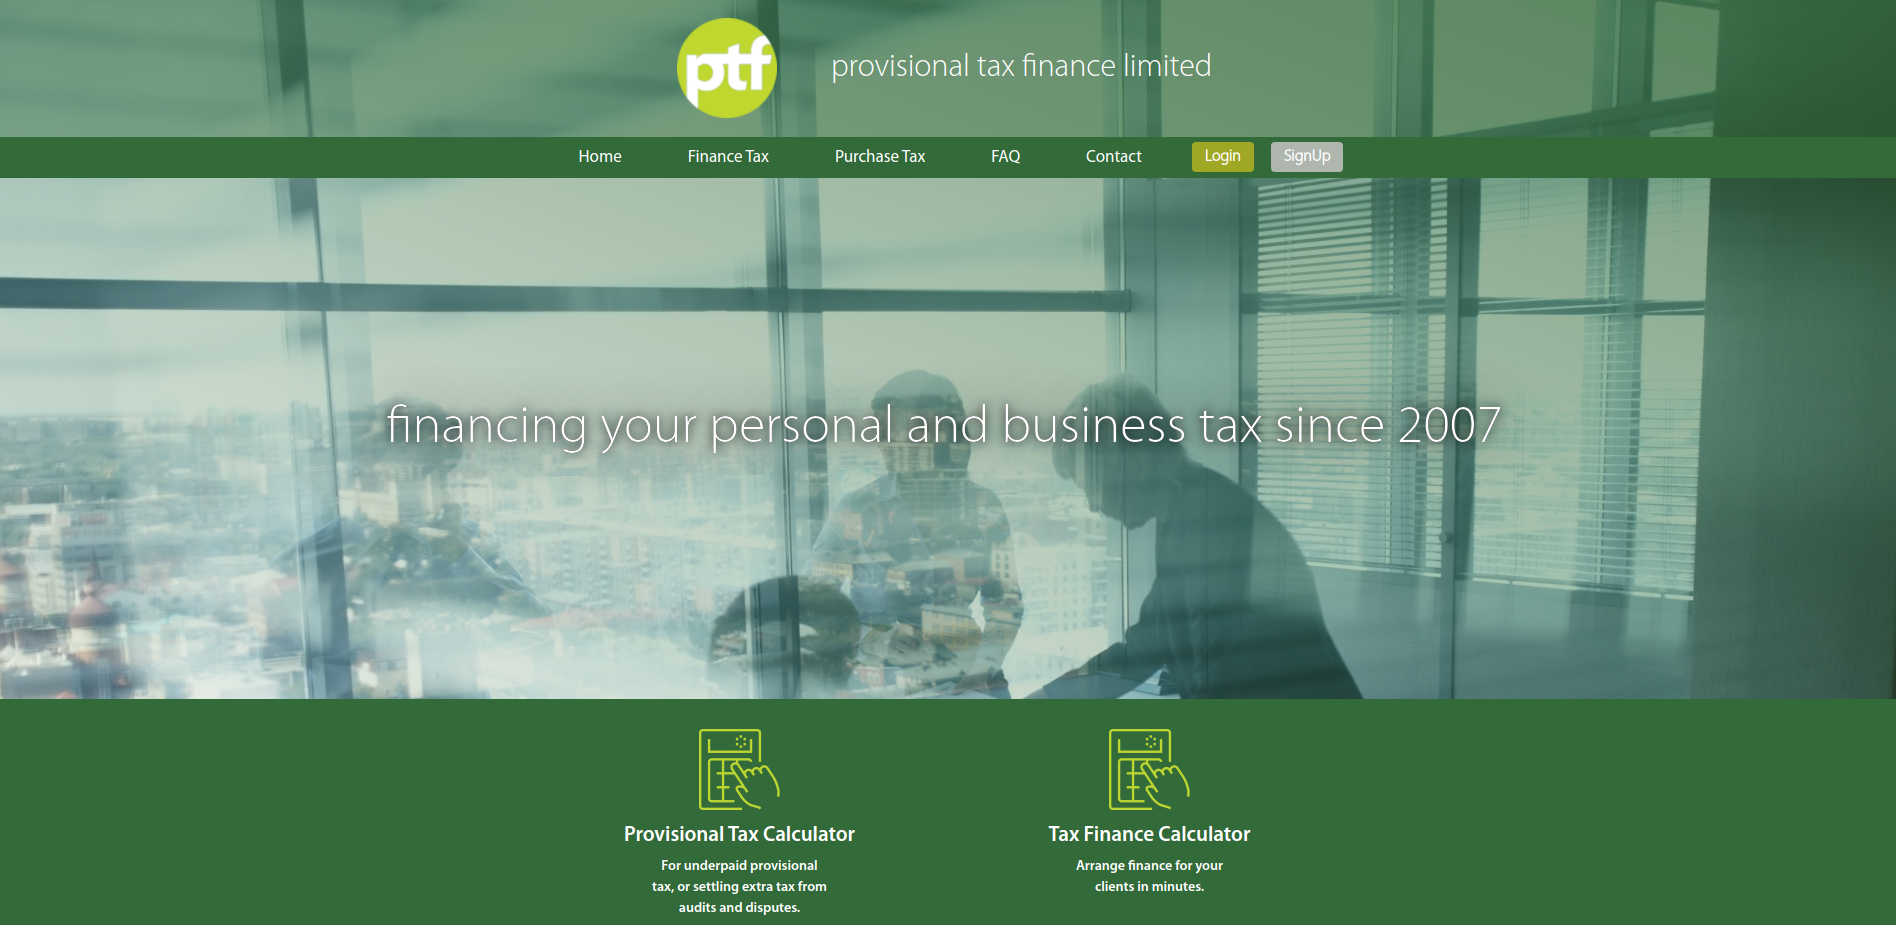 ptf
provisional tax finance limited
Home Finance Tax Purchase Tax FAQ Contact Login SignUp
financing your personal and business tax since 2007
Provisional Tax Calculator
For underpaid provisional
tax, or settling extra tax from
audits and disputes.
Tax Finance Calculator
Arrange finance for your
clients in minutes.